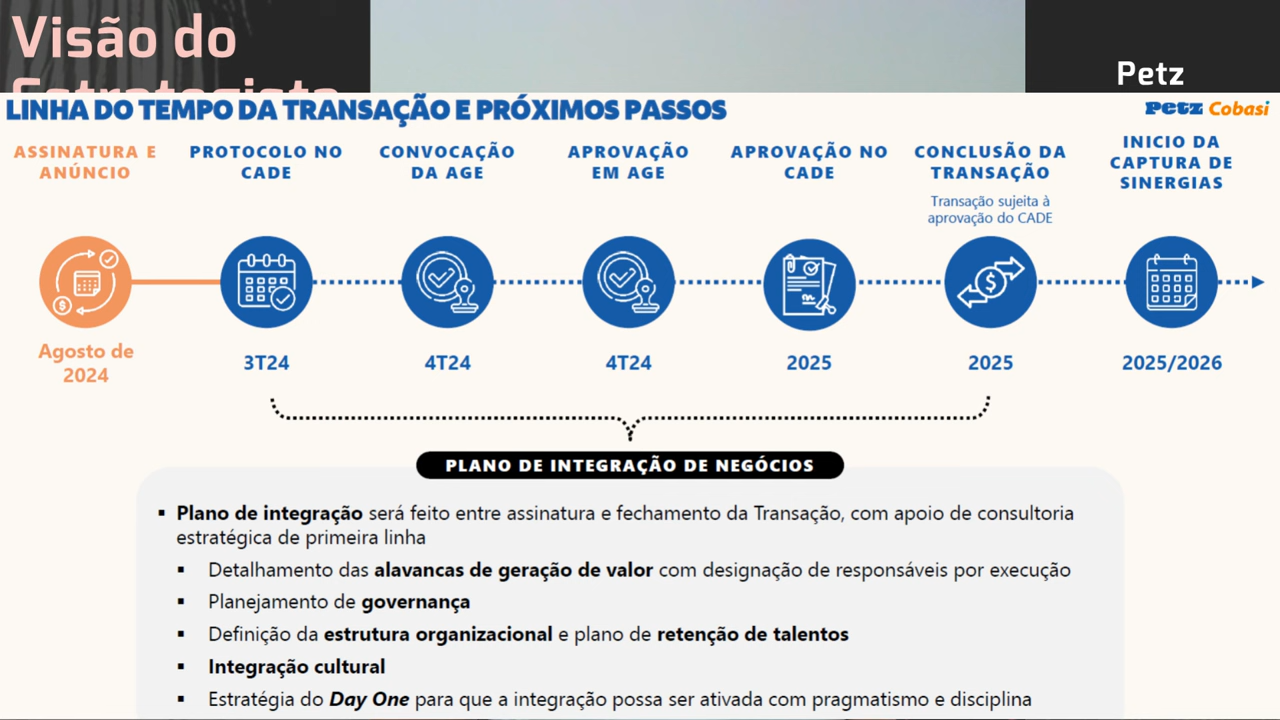 Visão do
Estrategista
Petz
LINHA DO TEMPO DA TRANSAÇÃO E PRÓXIMOS PASSOS
Petz Cobasi
ASSINATURA E
ANÚNCIO
PROTOCOLO NO
CADE
CONVOCAÇÃO
DA AGE
APROVAÇÃO
EM AGE
APROVAÇÃO NO
CADE
CONCLUSÃO DA
TRANSAÇÃO
Transação sujeita à
aprovação do CADE
INICIO DA
CAPTURA DE
SINERGIAS
Agosto de
2024
3T24
4T24
4T24
2025
2025
2025/2026
PLANO DE INTEGRAÇÃO DE NEGÓCIOS
▪ Plano de integração será feito entre assinatura e fechamento da Transação, com apoio de consultoria
estratégica de primeira linha
▪ Detalhamento das alavancas de geração de valor com designação de responsáveis por execução
▪ Planejamento de governança
▪ Definição da estrutura organizacional e plano de retenção de talentos
▪ Integração cultural
▪ Estratégia do Day One para que a integração possa ser ativada com pragmatismo e disciplina